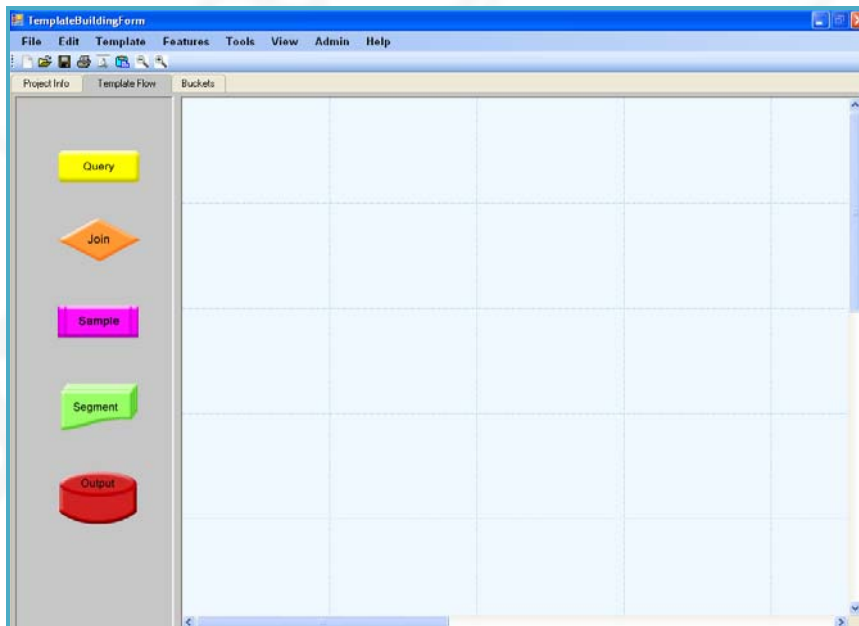 TemplateBuildingForm
File Edit Template Features Tools View Admin Help
Project Info Template Flow Buckets
Query
Join
Sample
Segment
Output